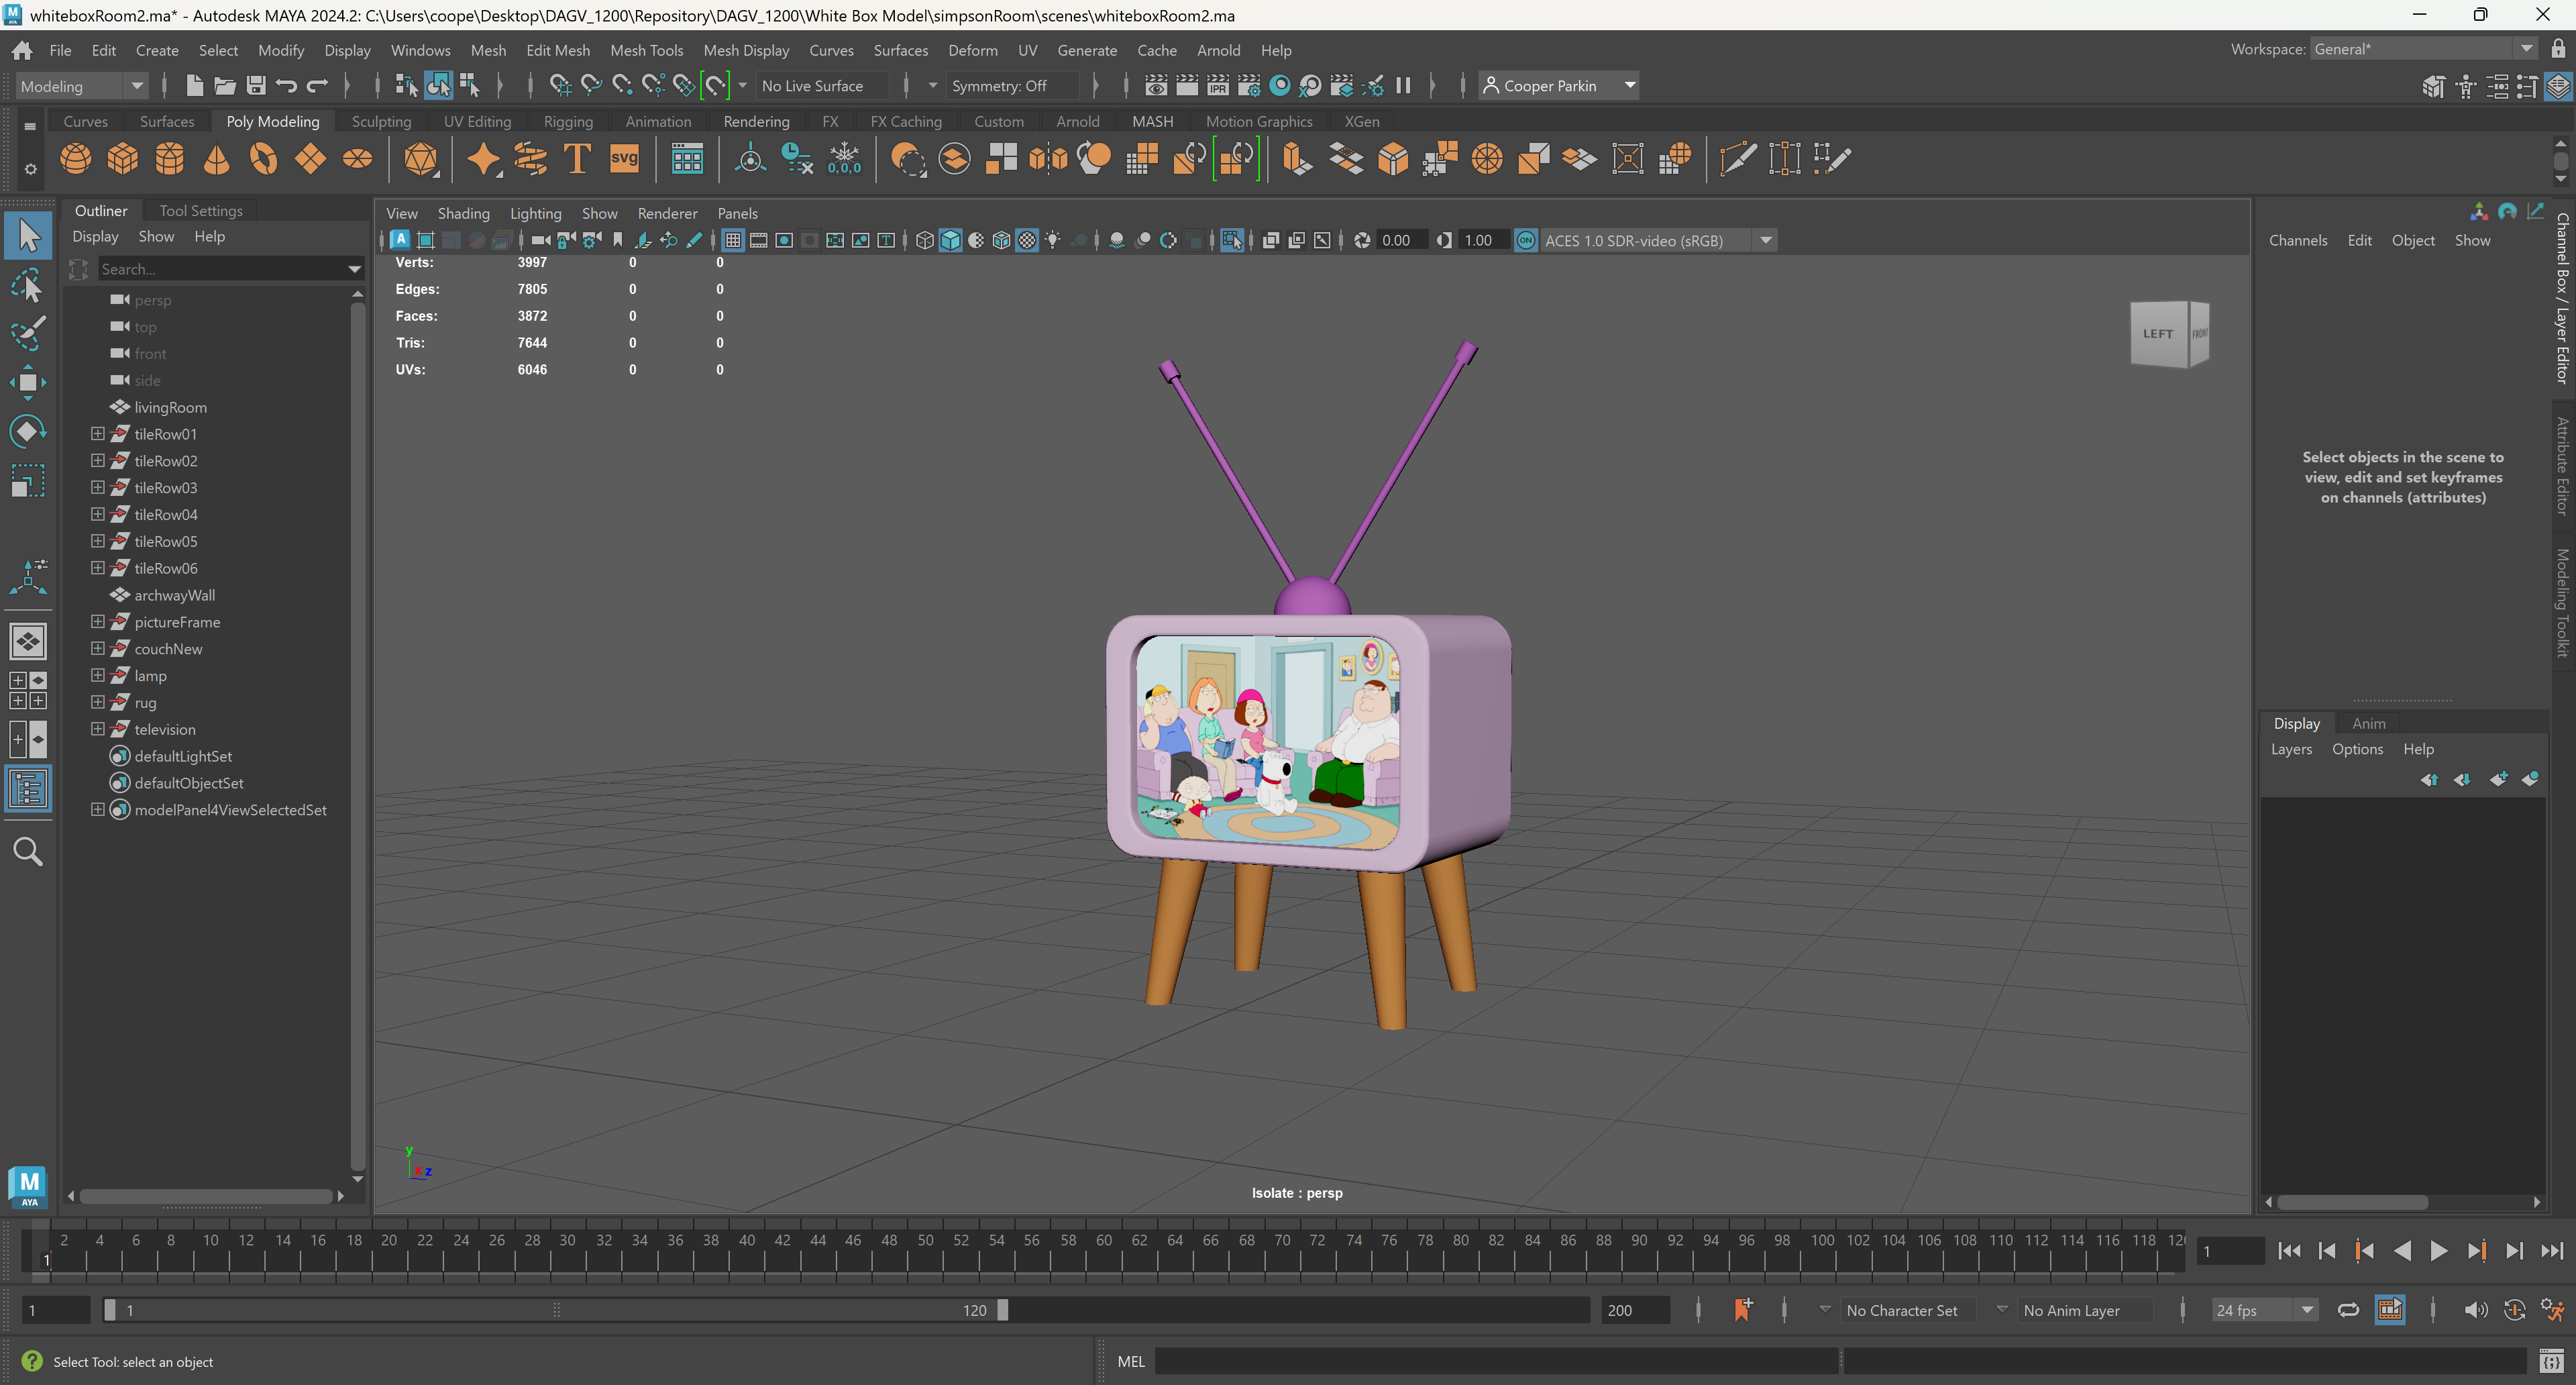 whiteboxRoom2.ma* - Autodesk MAYA 2024.2: C:\Users\coope\Desktop\DAGV_1200\Repository\DAGV_1200\White Box Model\simpsonRoom\scenes\whiteboxRoom2.ma
File Edit Create Select Modify Display Windows Mesh Edit Mesh Mesh Tools Mesh Display Curves Surfaces Deform UV Generate Cache Arnold Help
Workspace: General*
Modeling
No Live Surface
Symmetry: Off
IPR
Cooper Parkin
Curves Surfaces Poly Modeling Sculpting UV Editing Rigging Animation Rendering FX FX Caching Custom Arnold MASH Motion Graphics XGen
T
svg
0,0,0
Outliner Tool Settings
Display Show Help
Search...
persp
top
front
side
livingRoom
tileRow01
tileRow02
tileRow03
tileRow04
tileRow05
tileRow06
archwayWall
pictureFrame
couchNew
lamp
rug
television
defaultLightSet
defaultObjectSet
modelPanel4ViewSelectedSet
View Shading Lighting Show Renderer Panels
0.00
1.00
ON
ACES 1.0 SDR-video (sRGB)
Verts: 3997 0 0
Edges: 7805 0 0
Faces: 3872 0 0
Tris: 7644 0 0
UVs: 6046 0 0
LEFT
FRONT
y
x z
Isolate : persp
Channels Edit Object Show
Select objects in the scene to
view, edit and set keyframes
on channels (attributes)
Channel Box / Layer Editor
Attribute Editor
Modeling Toolkit
Display Anim
Layers Options Help
M
AYA
1
2 4 6 8 10 12 14 16 18 20 22 24 26 28 30 32 34 36 38 40 42 44 46 48 50 52 54 56 58 60 62 64 66 68 70 72 74 76 78 80 82 84 86 88 90 92 94 96 98 100 102 104 106 108 110 112 114 116 118
1
1
1
120
200
No Character Set
No Anim Layer
24 fps
Select Tool: select an object
MEL